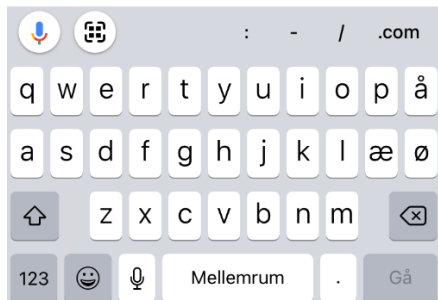 : - / .com
q w e r t y u i o p å
a s d f g h j k l æ ø
z x c v b n m
123 Mellemrum . Gå